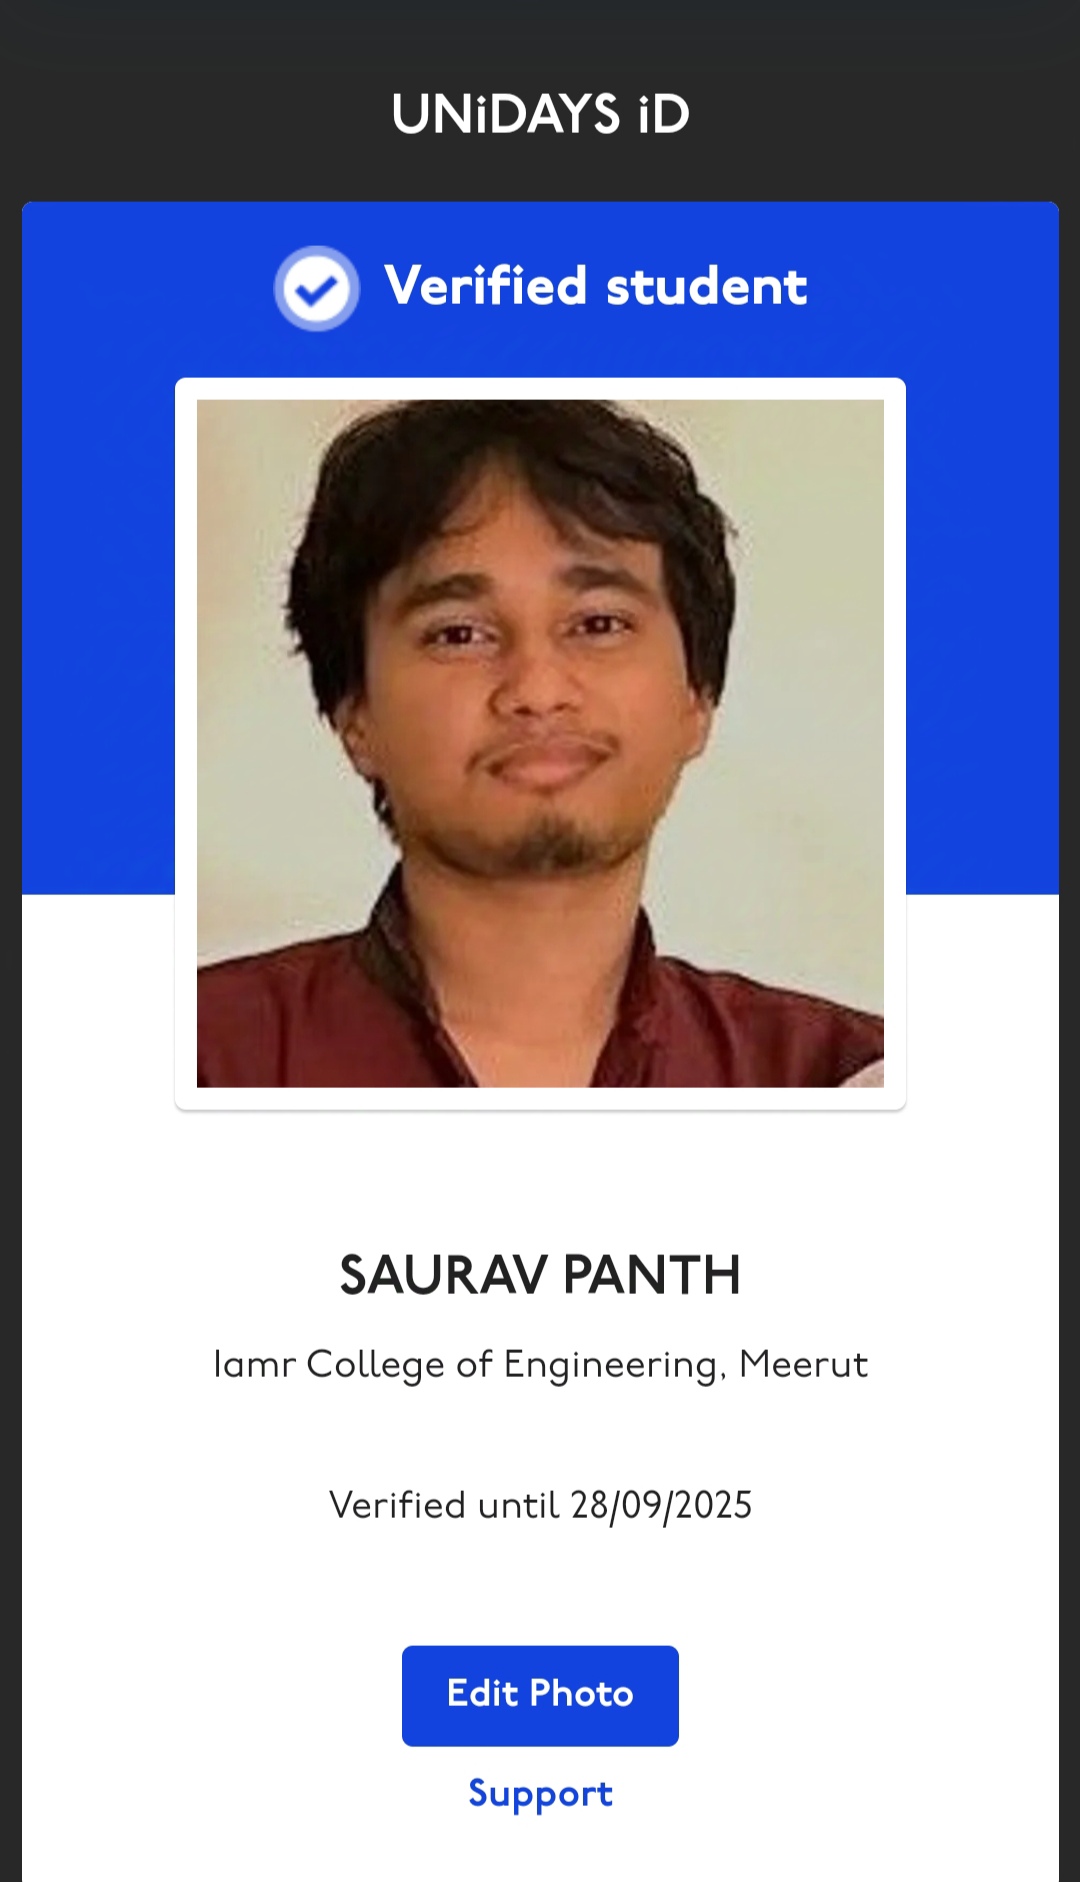 UNiDAYS iD
Verified student
SAURAV PANTH
Iamr College of Engineering, Meerut
Verified until 28/09/2025
Edit Photo
Support